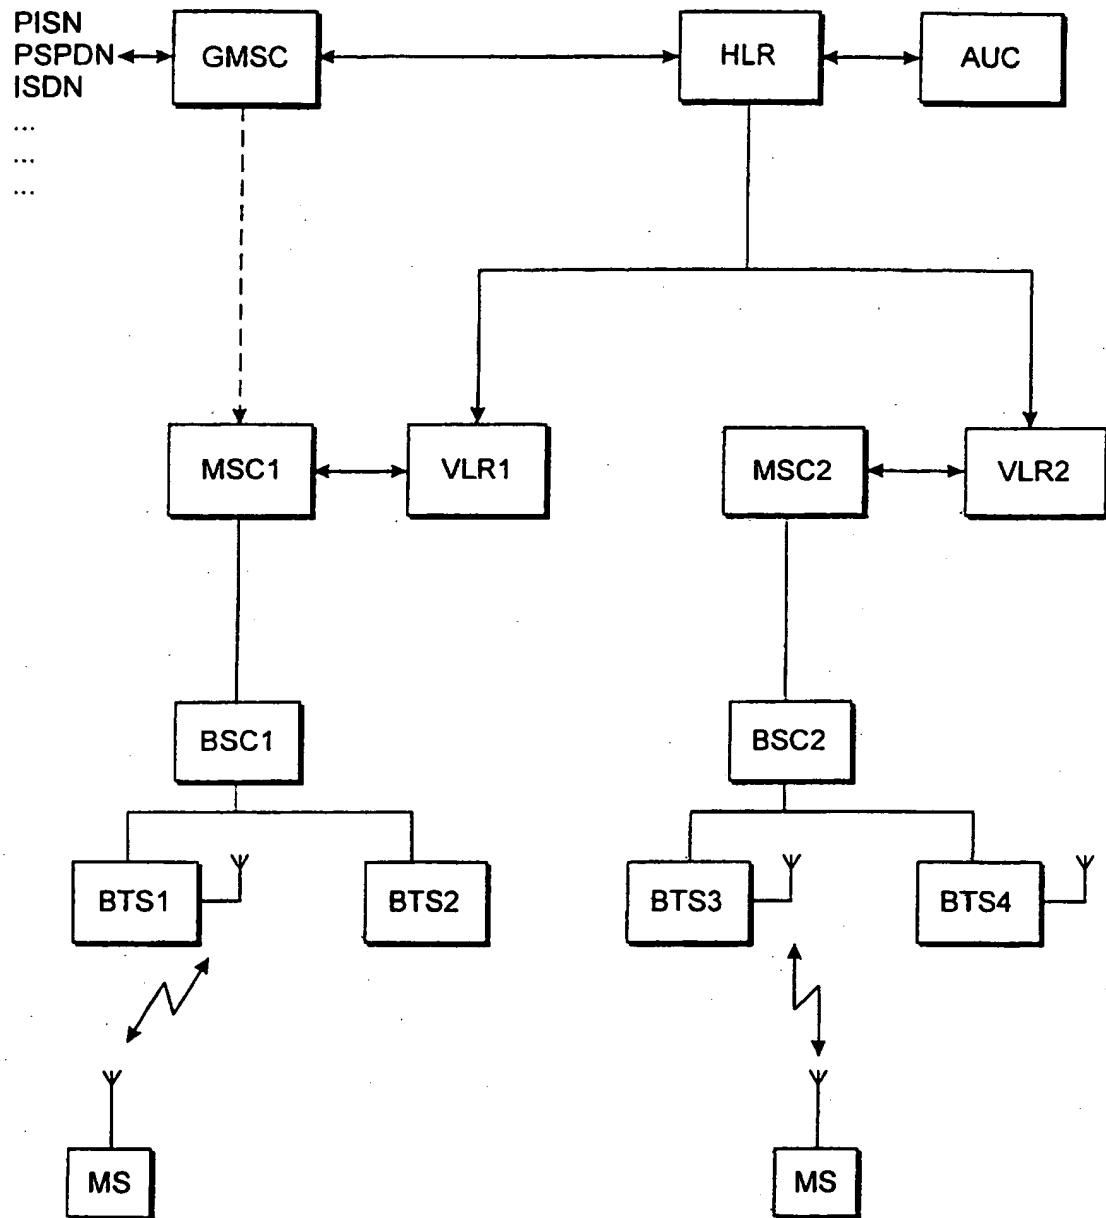 PISN
PSPDN
ISDN
...
...
...
GMSC
HLR
AUC
MSC1
VLR1
MSC2
VLR2
BSC1
BSC2
BTS1
BTS2
BTS3
BTS4
MS
MS